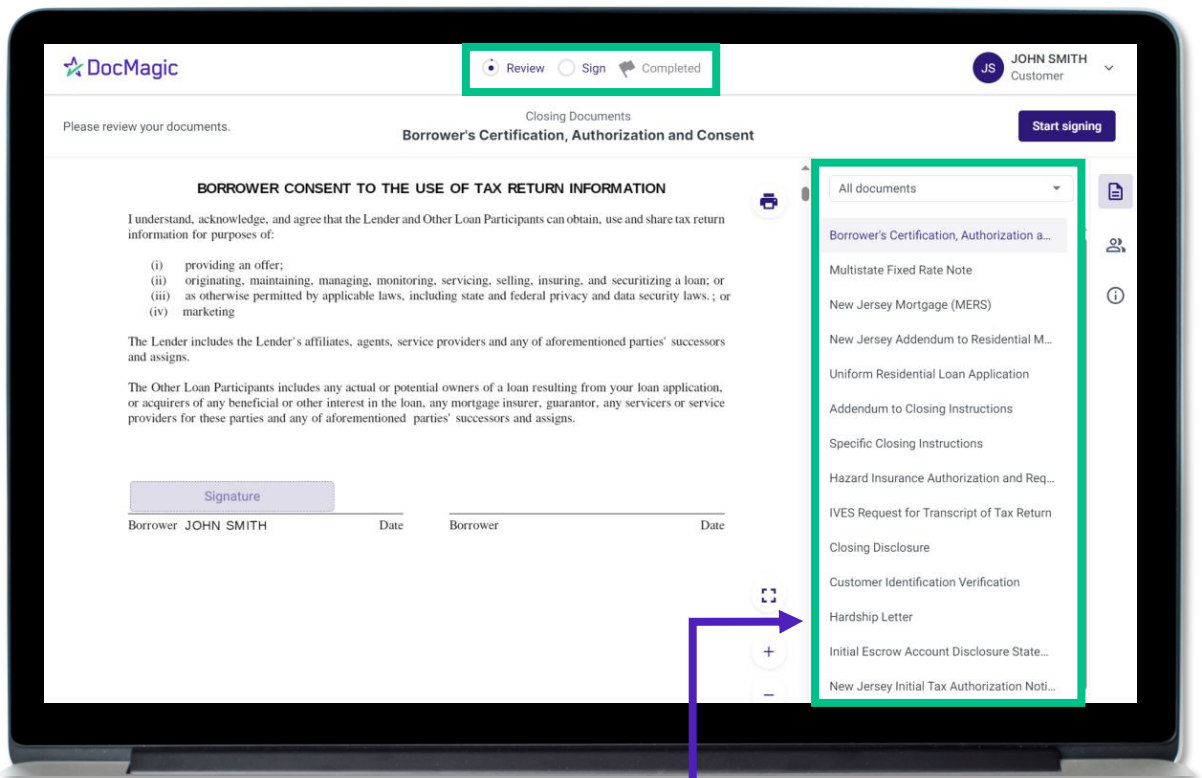 DocMagic
Review Sign Completed
JS JOHN SMITH
Customer
Please review your documents.
Closing Documents
Borrower's Certification, Authorization and Consent
Start signing
BORROWER CONSENT TO THE USE OF TAX RETURN INFORMATION
I understand, acknowledge, and agree that the Lender and Other Loan Participants can obtain, use and share tax return
information for purposes of:
(i) providing an offer;
(ii) originating, maintaining, managing, monitoring, servicing, selling, insuring, and securitizing a loan; or
(iii) as otherwise permitted by applicable laws, including state and federal privacy and data security laws. ; or
(iv) marketing
The Lender includes the Lender's affiliates, agents, service providers and any of aforementioned parties' successors
and assigns.
The Other Loan Participants includes any actual or potential owners of a loan resulting from your loan application,
or acquirers of any beneficial or other interest in the loan, any mortgage insurer, guarantor, any servicers or service
providers for these parties and any of aforementioned parties' successors and assigns.
Signature
Borrower JOHN SMITH Date Borrower Date
All documents
Borrower's Certification, Authorization a...
Multistate Fixed Rate Note
New Jersey Mortgage (MERS)
New Jersey Addendum to Residential M...
Uniform Residential Loan Application
Addendum to Closing Instructions
Specific Closing Instructions
Hazard Insurance Authorization and Req...
IVES Request for Transcript of Tax Return
Closing Disclosure
Customer Identification Verification
Hardship Letter
Initial Escrow Account Disclosure State...
New Jersey Initial Tax Authorization Noti...